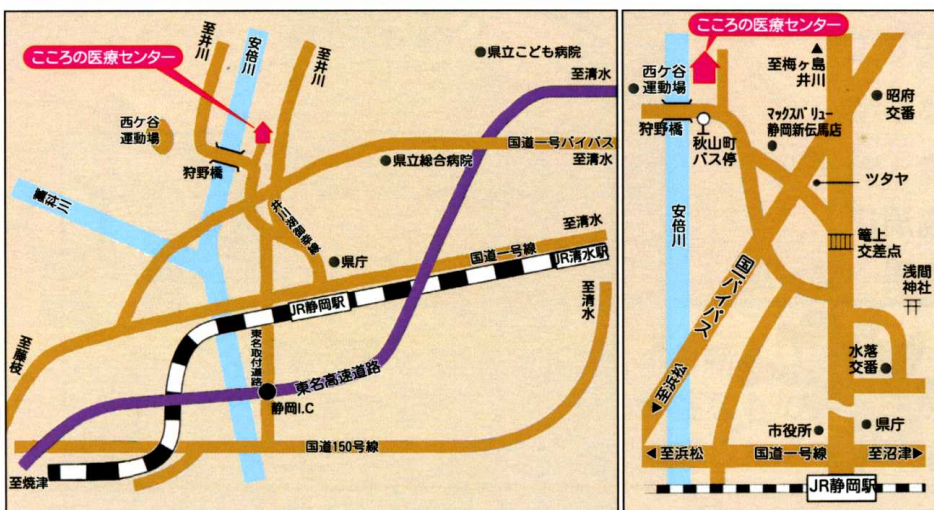 こころの医療センター
至井川
安倍川
至井川
県立こども病院
至清水
西ケ谷
運動場
狩野橋
国道一号バイパス
至清水
県立総合病院
藁科川
井川湖御幸線
県庁
至清水
国道一号線
JR清水駅
JR静岡駅
至清水
至藤枝
東名取付道路
東名高速道路
静岡I.C
国道150号線
至焼津
こころの医療センター
至梅ヶ島
井川
西ケ谷
運動場
昭府
交番
マックスバリュー
静岡新伝馬店
狩野橋
秋山町
バス停
ツタヤ
安倍川
籠上
交差点
国一バイパス
浅間
神社
水落
交番
至浜松
市役所
県庁
至浜松
国道一号線
至沼津
JR静岡駅